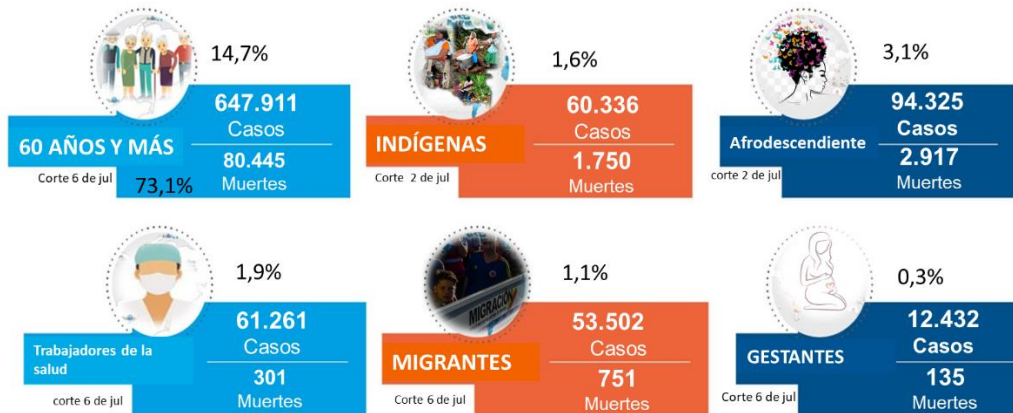 14,7%
647.911
Casos
60 AÑOS Y MÁS
80.445
Muertes
Corte 6 de jul
73,1%
1,6%
60.336
Casos
INDÍGENAS
1.750
Muertes
Corte 2 de jul
3,1%
94.325
Casos
Afrodescendiente
2.917
Muertes
corte 2 de jul
1,9%
61.261
Casos
Trabajadores de la
salud
301
Muertes
corte 6 de jul
1,1%
MIGRACIÓN
53.502
Casos
MIGRANTES
751
Muertes
Corte 6 de jul
0,3%
12.432
Casos
GESTANTES
135
Muertes
Corte 6 de jul